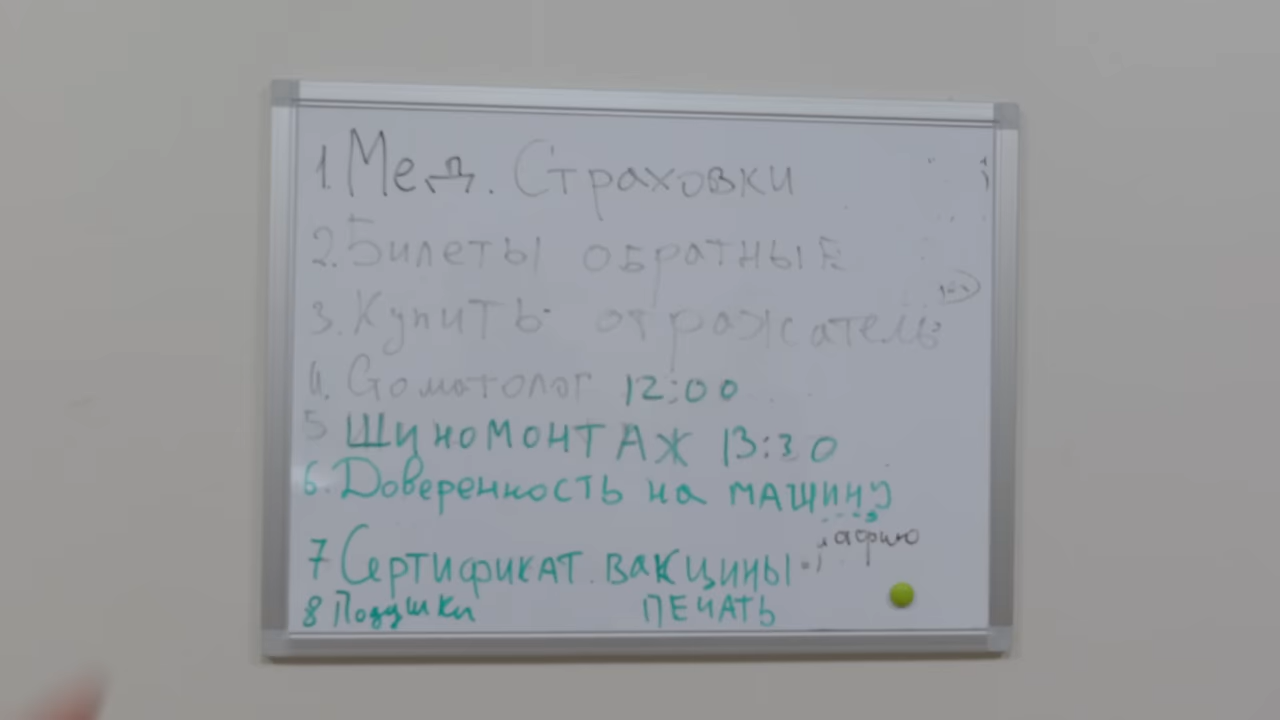 1. Мед. Страховки
2. Билеты обратные
3. Купить отражатель
4. Стоматолог 12:00
5 Шиномонтаж 13:30
6. Доверенность на машину
7 Сертификат вакцины
8 Подушки ПЕЧАТЬ